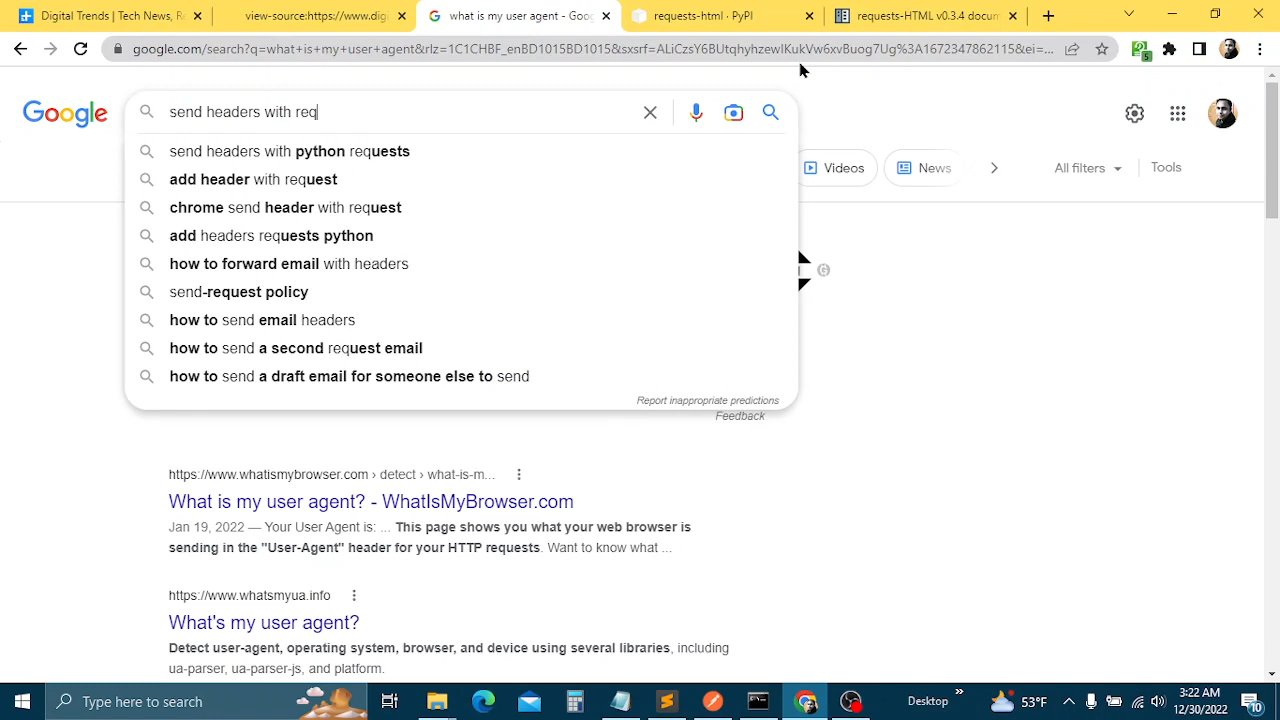 Digital Trends | Tech News, R
view-source:https://www.digi
what is my user agent - Goog
requests-html · PyPI
requests-HTML v0.3.4 docum
google.com/search?q=what+is+my+user+agent&rlz=1C1CHBF_enBD1015BD1015&sxsrf=ALiCzsY6BUtqhyhzewIKukVV6xvBuog7Ug%3A1672347862115&ei=...
5
Google
send headers with req
send headers with python requests
add header with request
chrome send header with request
add headers requests python
how to forward email with headers
send-request policy
how to send email headers
how to send a second request email
how to send a draft email for someone else to send
Report inappropriate predictions
Feedback
Videos
News
All filters
Tools
https://www.whatismybrowser.com › detect › what-is-m...
What is my user agent? - WhatIsMyBrowser.com
Jan 19, 2022 — Your User Agent is: ... This page shows you what your web browser is
sending in the "User-Agent" header for your HTTP requests. Want to know what ...
https://www.whatsmyua.info
What's my user agent?
Detect user-agent, operating system, browser, and device using several libraries, including
ua-parser, ua-parser-js, and platform.
Type here to search
Desktop
53°F
3:22 AM
12/30/2022
10